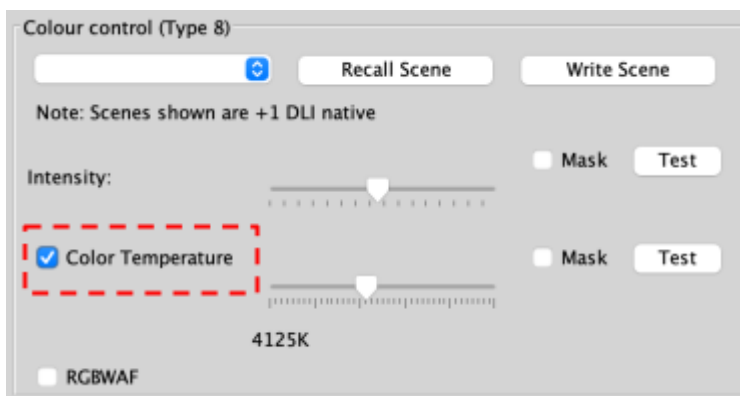 Colour control (Type 8)
Recall Scene Write Scene
Note: Scenes shown are +1 DLI native
Intensity: Mask Test
Color Temperature Mask Test
4125K
RGBWAF